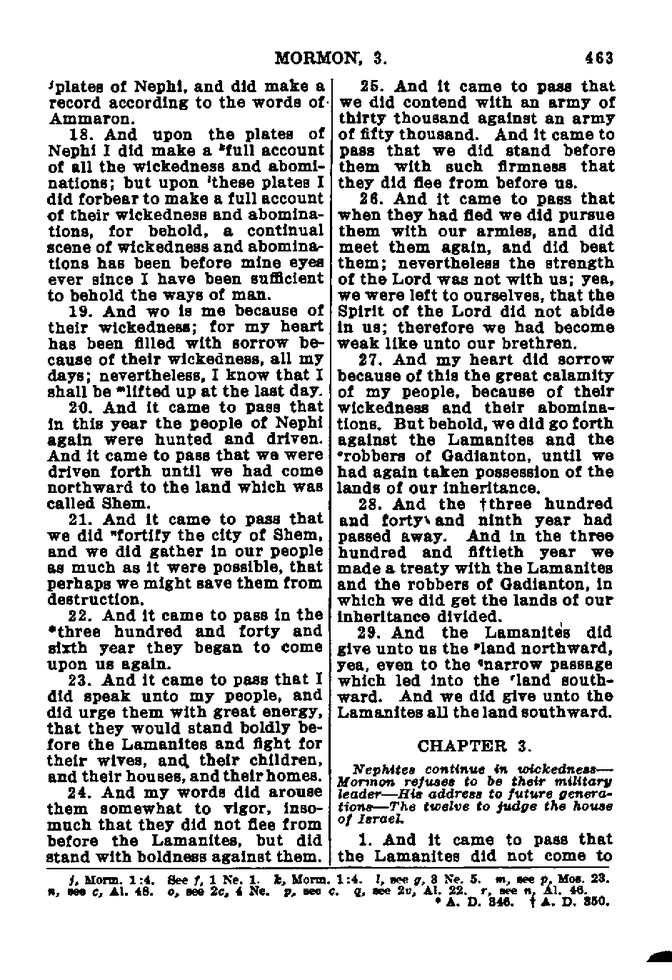 MORMON, 3. 463
ʲplates of Nephi, and did make a
record according to the words of
Ammaron.
18. And upon the plates of
Nephi I did make a ᵏfull account
of all the wickedness and abomi-
nations; but upon ˡthese plates I
did forbear to make a full account
of their wickedness and abomina-
tions, for behold, a continual
scene of wickedness and abomina-
tions has been before mine eyes
ever since I have been sufficient
to behold the ways of man.
19. And wo is me because of
their wickedness; for my heart
has been filled with sorrow be-
cause of their wickedness, all my
days; nevertheless, I know that I
shall be ᵐlifted up at the last day.
20. And it came to pass that
in this year the people of Nephi
again were hunted and driven.
And it came to pass that we were
driven forth until we had come
northward to the land which was
called Shem.
21. And it came to pass that
we did ⁿfortify the city of Shem,
and we did gather in our people
as much as it were possible, that
perhaps we might save them from
destruction.
22. And it came to pass in the
*three hundred and forty and
sixth year they began to come
upon us again.
23. And it came to pass that I
did speak unto my people, and
did urge them with great energy,
that they would stand boldly be-
fore the Lamanites and fight for
their wives, and their children,
and their houses, and their homes.
24. And my words did arouse
them somewhat to vigor, inso-
much that they did not flee from
before the Lamanites, but did
stand with boldness against them.
25. And it came to pass that
we did contend with an army of
thirty thousand against an army
of fifty thousand. And it came to
pass that we did stand before
them with such firmness that
they did flee from before us.
26. And it came to pass that
when they had fled we did pursue
them with our armies, and did
meet them again, and did beat
them; nevertheless the strength
of the Lord was not with us; yea,
we were left to ourselves, that the
Spirit of the Lord did not abide
in us; therefore we had become
weak like unto our brethren.
27. And my heart did sorrow
because of this the great calamity
of my people, because of their
wickedness and their abomina-
tions. But behold, we did go forth
against the Lamanites and the
ᵒrobbers of Gadianton, until we
had again taken possession of the
lands of our inheritance.
28. And the †three hundred
and forty and ninth year had
passed away. And in the three
hundred and fiftieth year we
made a treaty with the Lamanites
and the robbers of Gadianton, in
which we did get the lands of our
inheritance divided.
29. And the Lamanites did
give unto us the ᵖland northward,
yea, even to the ᑫnarrow passage
which led into the ʳland south-
ward. And we did give unto the
Lamanites all the land southward.
CHAPTER 3.
Nephites continue in wickedness—
Mormon refuses to be their military
leader—His address to future genera-
tions—The twelve to judge the house
of Israel.
1. And it came to pass that
the Lamanites did not come to
j, Morm. 1:4. See f, 1 Ne. 1. k, Morm. 1:4. l, see g, 3 Ne. 5. m, see p, Mos. 23.
n, see c, Al. 48. o, see 2c, 4 Ne. p, see c. q, see 2v, Al. 22. r, see n, Al. 46.
* A. D. 346. † A. D. 350.